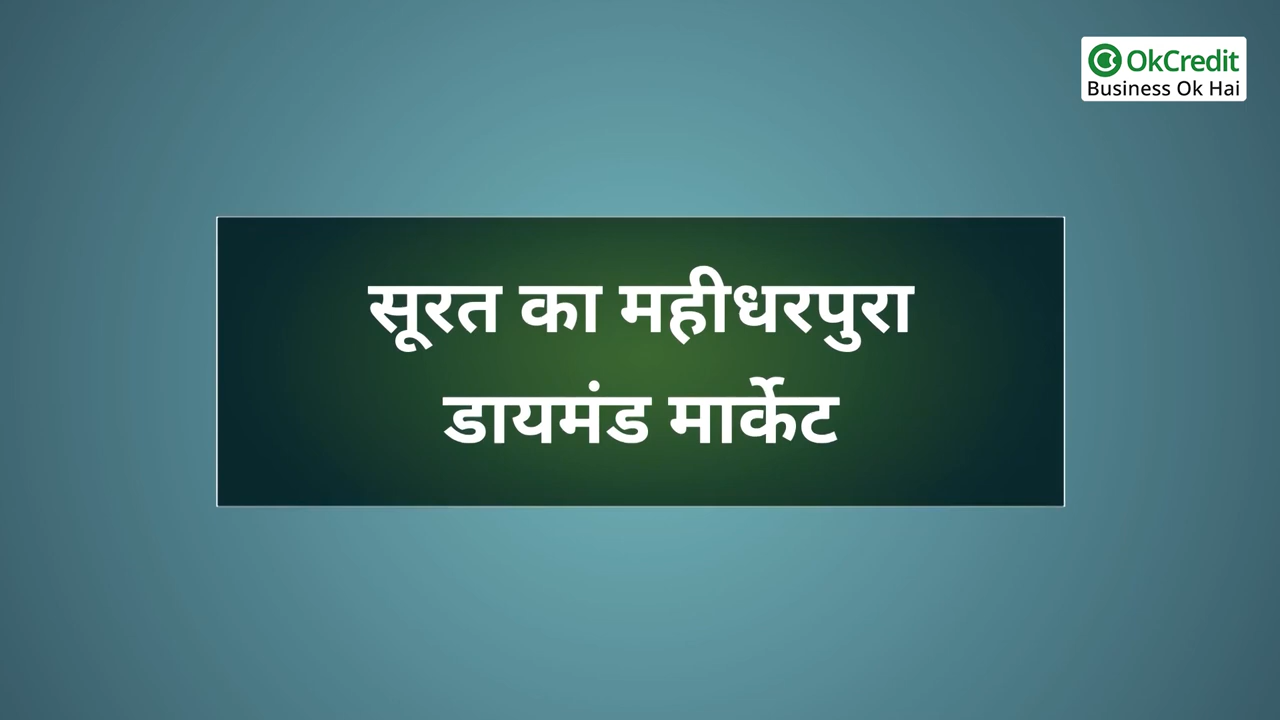 OkCredit
Business Ok Hai
सूरत का महीधरपुरा
डायमंड मार्केट